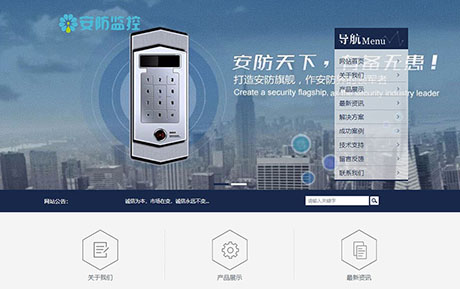 安防监控
导航Menu
安防天下，有备无患！
打造安防旗舰，作安防
Create a security flagship, as the security industry leader
网站首页
关于我们
产品展示
最新资讯
解决方案
成功案例
技术支持
留言反馈
联系我们
网站公告：
诚信为本，市场在变，诚信永远不变...
请输入关键字
关于我们
产品展示
最新资讯